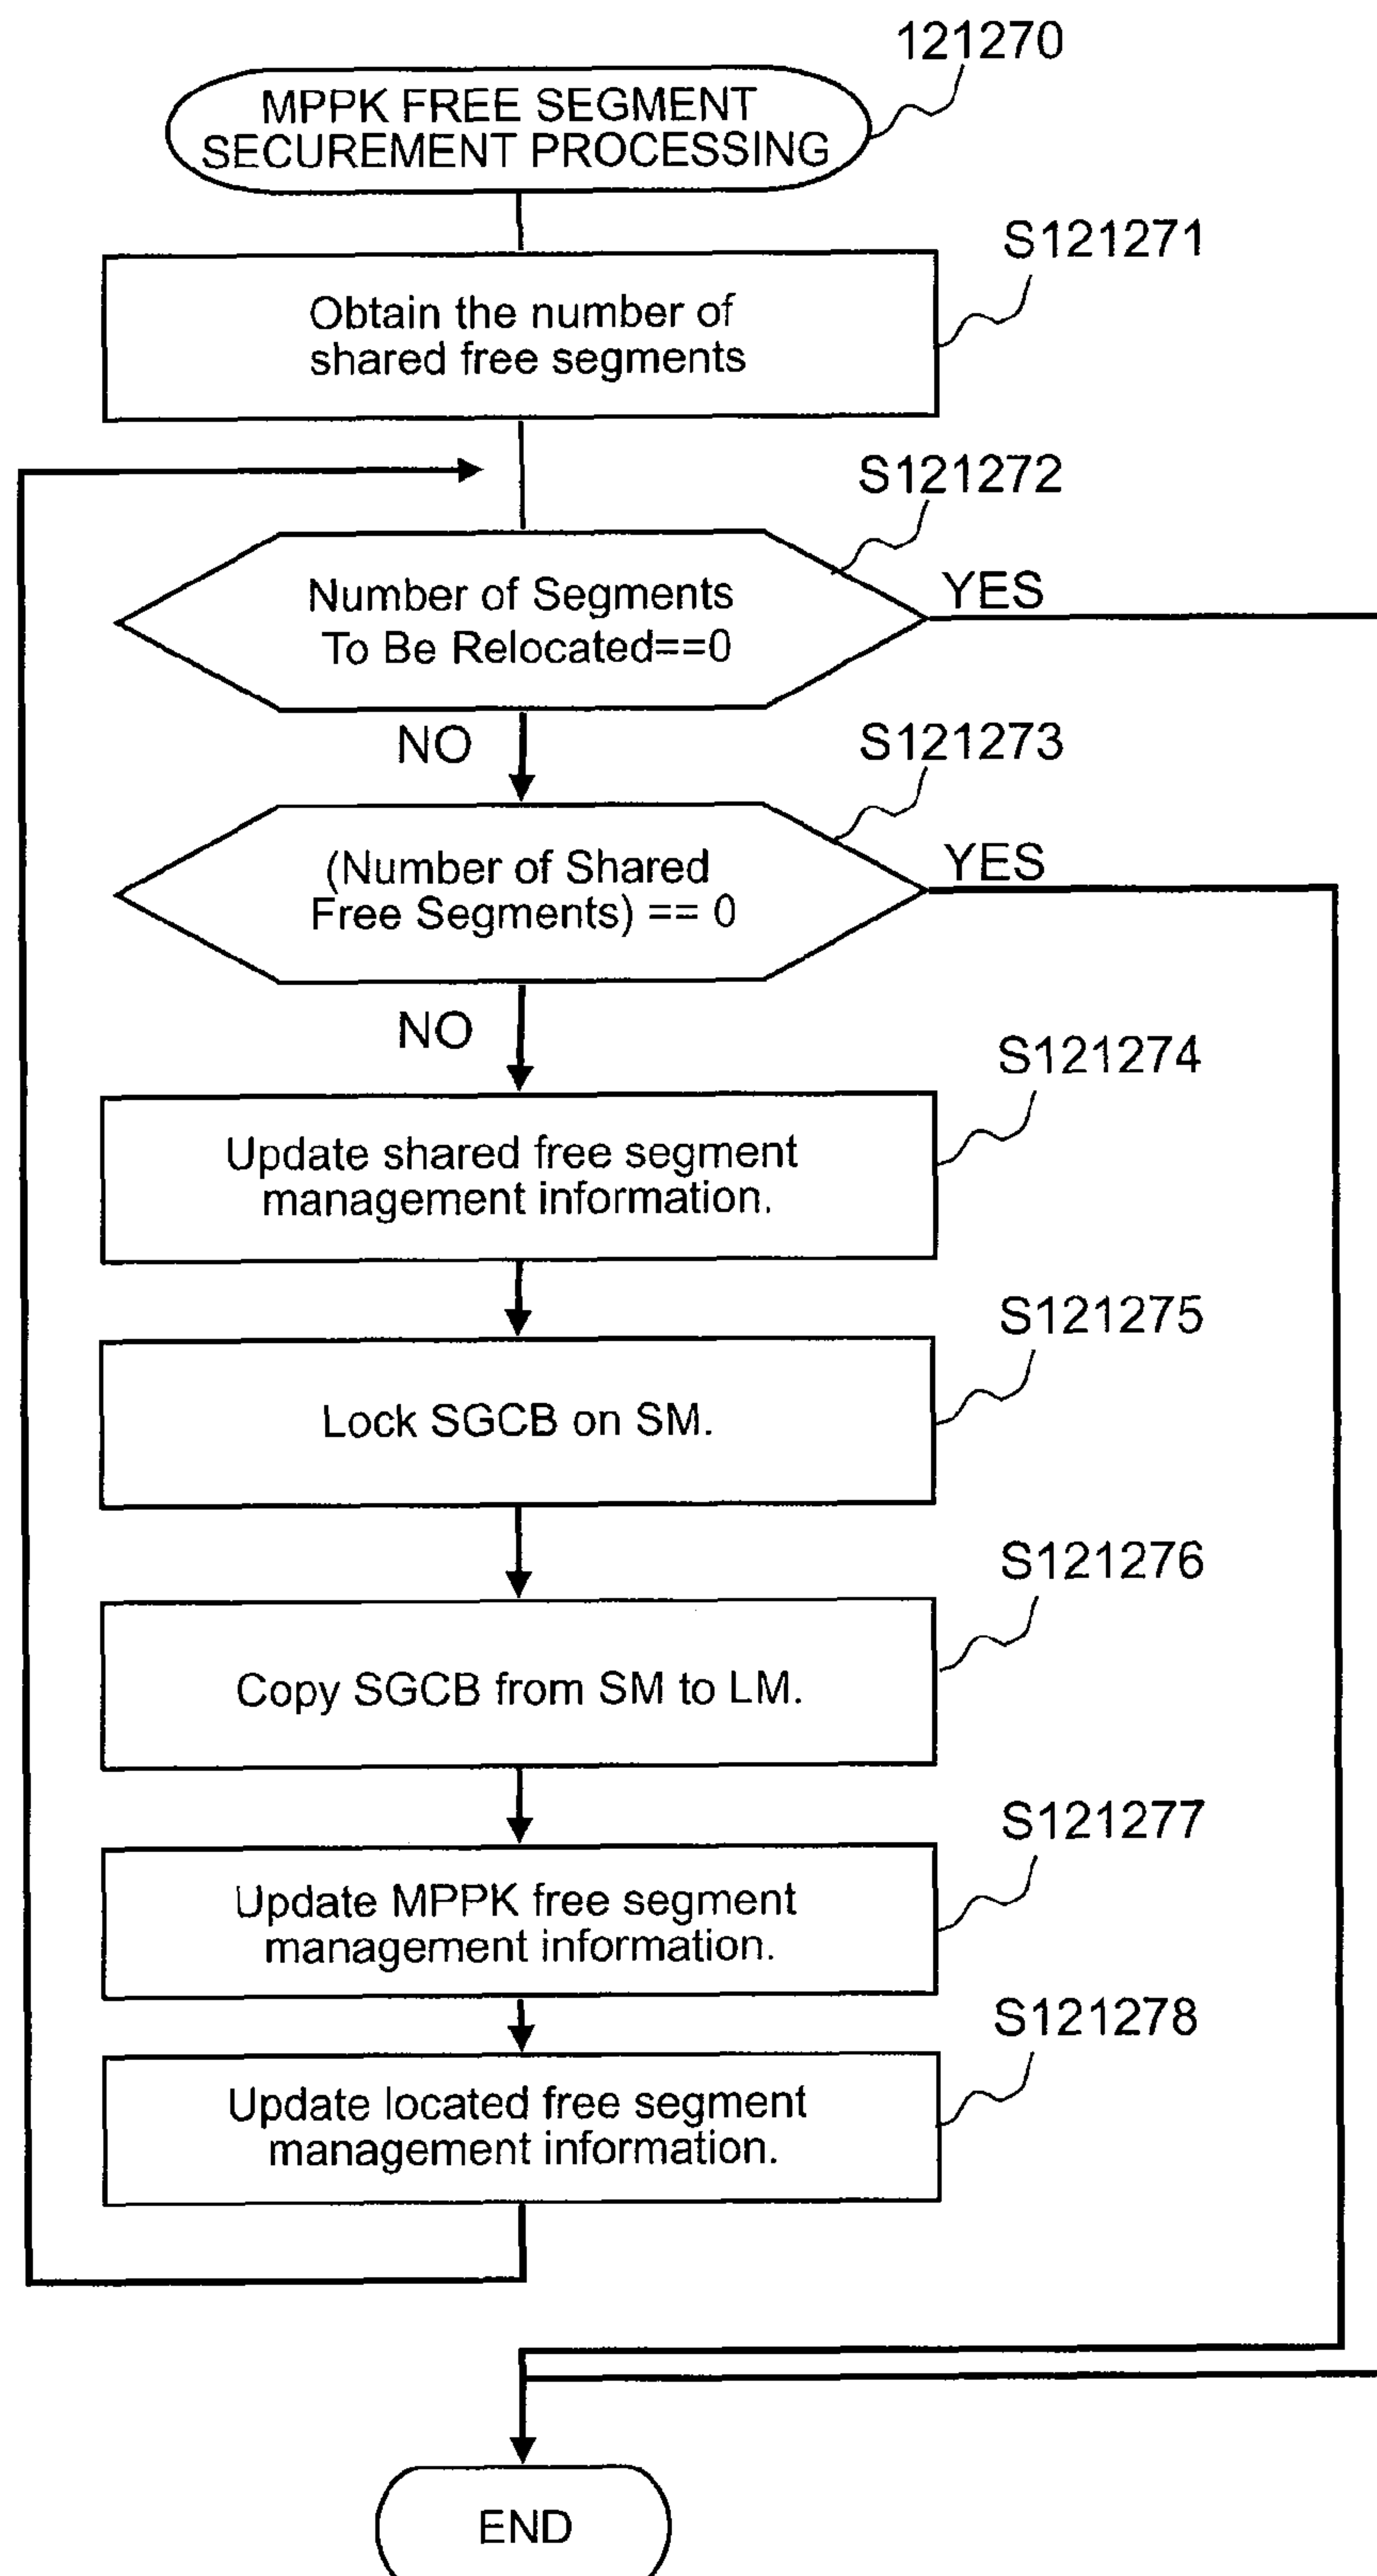 121270
MPPK FREE SEGMENT
SECUREMENT PROCESSING
S121271
Obtain the number of
shared free segments
S121272
Number of Segments
To Be Relocated==0
YES
NO
S121273
(Number of Shared
Free Segments) == 0
YES
NO
S121274
Update shared free segment
management information.
S121275
Lock SGCB on SM.
S121276
Copy SGCB from SM to LM.
S121277
Update MPPK free segment
management information.
S121278
Update located free segment
management information.
END